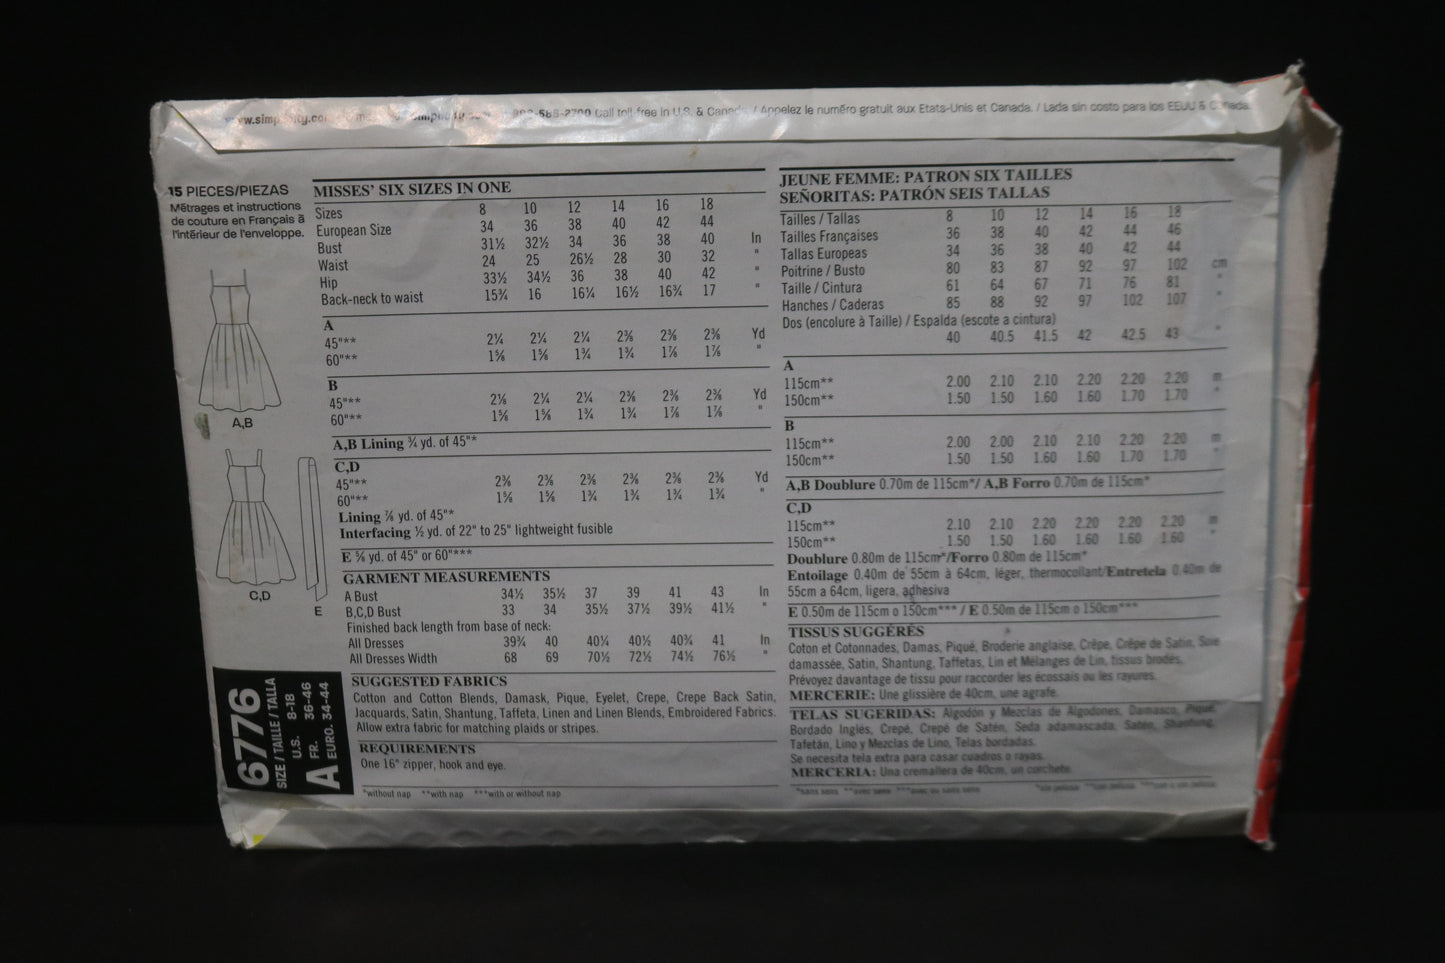 Call toll-free in U.S. & Canada / Appelez le numéro gratuit aux Etats-Unis et Canada. / Lada sin costo para los EEUU & Canada
15 PIECES/PIEZAS
Métrages et instructions
de couture en Français à
l'intérieur de l'enveloppe.
A,B
C,D
E
6776
SIZE / TAILLE / TALLA
U.S. 8-18
FR. 36-46
EURO. 34-44
A
MISSES' SIX SIZES IN ONE
Sizes 8 10 12 14 16 18
European Size 34 36 38 40 42 44
Bust 31½ 32½ 34 36 38 40 In
Waist 24 25 26½ 28 30 32 "
Hip 33½ 34½ 36 38 40 42 "
Back-neck to waist 15¾ 16 16¼ 16½ 16¾ 17 "
A
45"** 2¼ 2¼ 2¼ 2⅜ 2⅜ 2⅜ Yd
60"** 1⅝ 1⅝ 1¾ 1¾ 1⅞ 1⅞ "
B
45"** 2⅛ 2¼ 2¼ 2⅜ 2⅜ 2⅜ Yd
60"** 1⅝ 1⅝ 1¾ 1¾ 1⅞ 1⅞ "
A,B Lining ¾ yd. of 45"*
C,D
45"** 2⅜ 2⅜ 2⅜ 2⅜ 2⅜ 2⅜ Yd
60"** 1⅝ 1⅝ 1¾ 1¾ 1¾ 1¾ "
Lining ⅞ yd. of 45"*
Interfacing ½ yd. of 22" to 25" lightweight fusible
E ⅝ yd. of 45" or 60"***
GARMENT MEASUREMENTS
A Bust 34½ 35½ 37 39 41 43 In
B,C,D Bust 33 34 35½ 37½ 39½ 41½ "
Finished back length from base of neck:
All Dresses 39¾ 40 40¼ 40½ 40¾ 41 In
All Dresses Width 68 69 70½ 72½ 74½ 76½ "
SUGGESTED FABRICS
Cotton and Cotton Blends, Damask, Pique, Eyelet, Crepe, Crepe Back Satin,
Jacquards, Satin, Shantung, Taffeta, Linen and Linen Blends, Embroidered Fabrics.
Allow extra fabric for matching plaids or stripes.
REQUIREMENTS
One 16" zipper, hook and eye.
*without nap **with nap ***with or without nap
JEUNE FEMME: PATRON SIX TAILLES
SEÑORITAS: PATRÓN SEIS TALLAS
Tailles / Tallas 8 10 12 14 16 18
Tailles Françaises 36 38 40 42 44 46
Tallas Europeas 34 36 38 40 42 44
Poitrine / Busto 80 83 87 92 97 102 cm
Taille / Cintura 61 64 67 71 76 81 "
Hanches / Caderas 85 88 92 97 102 107 "
Dos (encolure à Taille) / Espalda (escote a cintura)
40 40.5 41.5 42 42.5 43 "
A
115cm** 2.00 2.10 2.10 2.20 2.20 2.20 m
150cm** 1.50 1.50 1.60 1.60 1.70 1.70 "
B
115cm** 2.00 2.00 2.10 2.10 2.20 2.20 m
150cm** 1.50 1.50 1.60 1.60 1.70 1.70 "
A,B Doublure 0.70m de 115cm*/ A,B Forro 0.70m de 115cm*
C,D
115cm** 2.10 2.10 2.20 2.20 2.20 2.20 m
150cm** 1.50 1.50 1.60 1.60 1.60 1.60 "
Doublure 0.80m de 115cm*/Forro 0.80m de 115cm*
Entoilage 0.40m de 55cm à 64cm, léger, thermocollant/Entretela 0.40m de
55cm a 64cm, ligera, adhesiva
E 0.50m de 115cm o 150cm*** / E 0.50m de 115cm o 150cm***
TISSUS SUGGÉRÉS
Coton et Cotonnades, Damas, Piqué, Broderie anglaise, Crêpe, Crêpe de Satin, Soie
damassée, Satin, Shantung, Taffetas, Lin et Mélanges de Lin, tissus brodés.
Prévoyez davantage de tissu pour raccorder les écossais ou les rayures.
MERCERIE: Une glissière de 40cm, une agrafe.
TELAS SUGERIDAS: Algodón y Mezclas de Algodones, Damasco, Piqué,
Bordado Inglés, Crepé, Crepé de Satén, Seda adamascada, Satén, Shantung,
Tafetán, Lino y Mezclas de Lino, Telas bordadas.
Se necesita tela extra para casar cuadros o rayas.
MERCERIA: Una cremallera de 40cm, un corchete.
*sans sens **avec sens ***avec ou sans sens